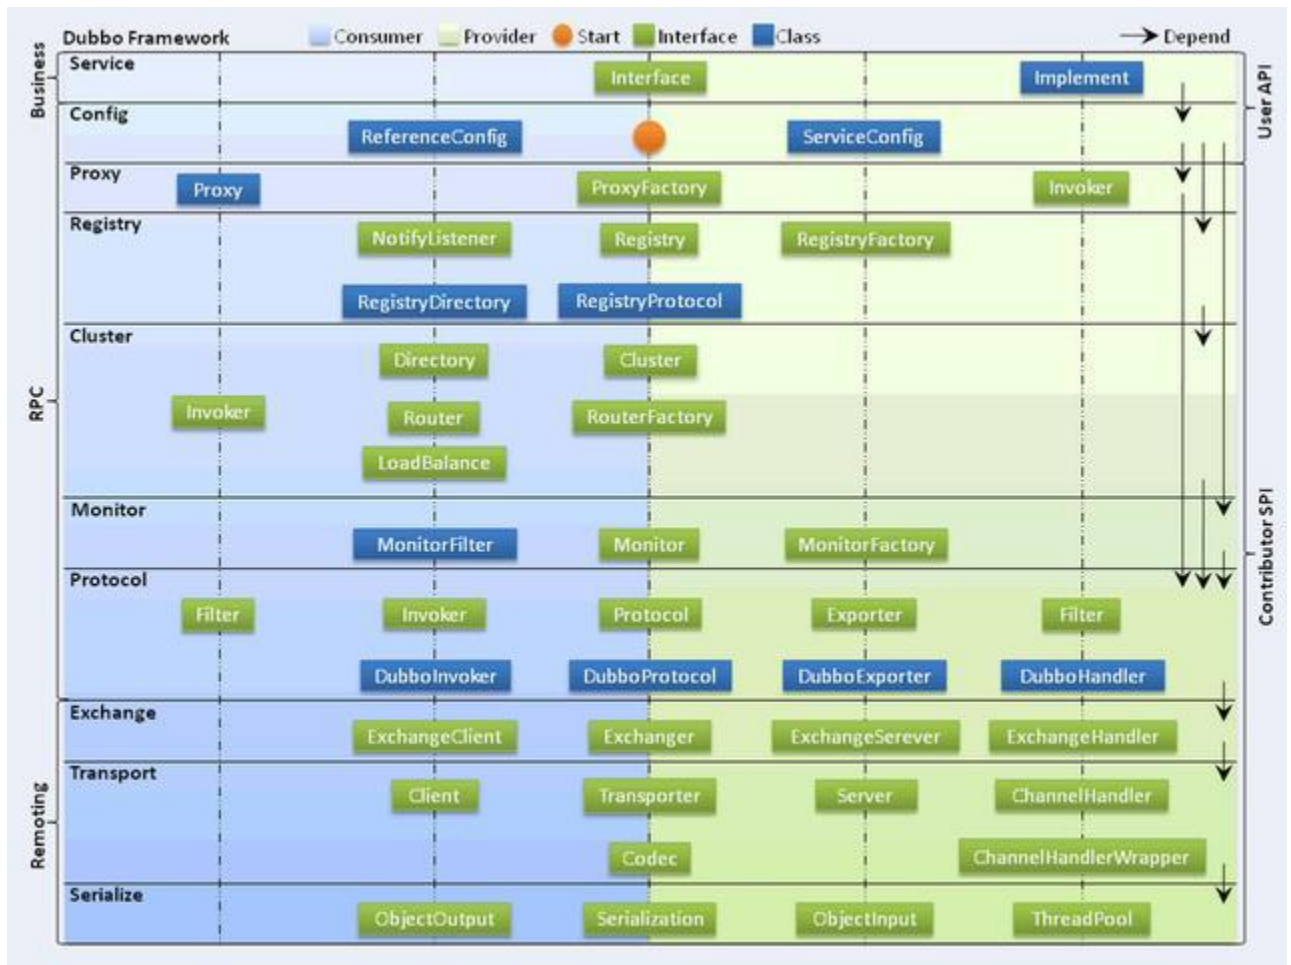 Dubbo Framework
Consumer
Provider
Start
Interface
Class
Depend
Business
User API
Service
Interface
Implement
Config
ReferenceConfig
ServiceConfig
Proxy
Proxy
ProxyFactory
Invoker
Registry
NotifyListener
Registry
RegistryFactory
RegistryDirectory
RegistryProtocol
RPC
Contributor SPI
Cluster
Directory
Cluster
Invoker
Router
RouterFactory
LoadBalance
Monitor
MonitorFilter
Monitor
MonitorFactory
Protocol
Filter
Invoker
Protocol
Exporter
Filter
DubboInvoker
DubboProtocol
DubboExporter
DubboHandler
Remoting
Exchange
ExchangeClient
Exchanger
ExchangeSerever
ExchangeHandler
Transport
Client
Transporter
Server
ChannelHandler
Codec
ChannelHandlerWrapper
Serialize
ObjectOutput
Serialization
ObjectInput
ThreadPool